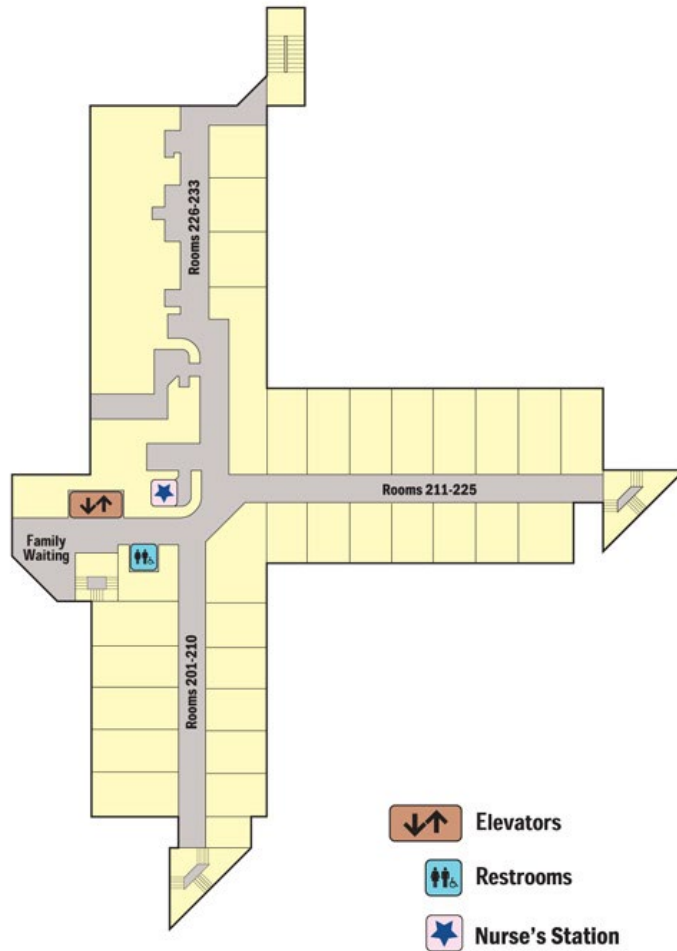 Rooms 226-233
Rooms 211-225
Family
Waiting
Rooms 201-210
Elevators
Restrooms
Nurse's Station